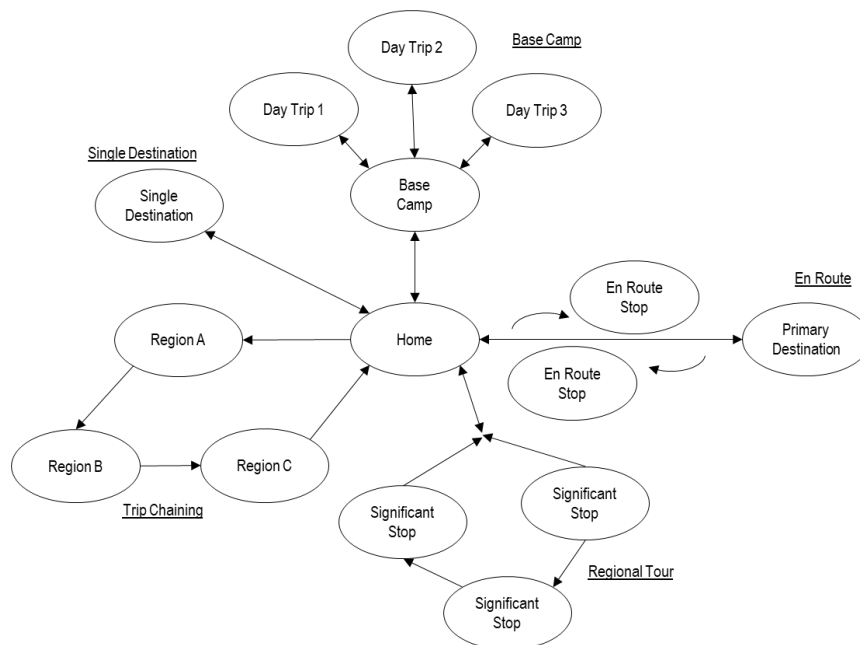 Day Trip 2
Base Camp
Day Trip 1
Day Trip 3
Single Destination
Base
Camp
Single
Destination
En Route
En Route
Stop
Region A
Home
Primary
Destination
En Route
Stop
Region B
Region C
Significant
Stop
Trip Chaining
Significant
Stop
Regional Tour
Significant
Stop